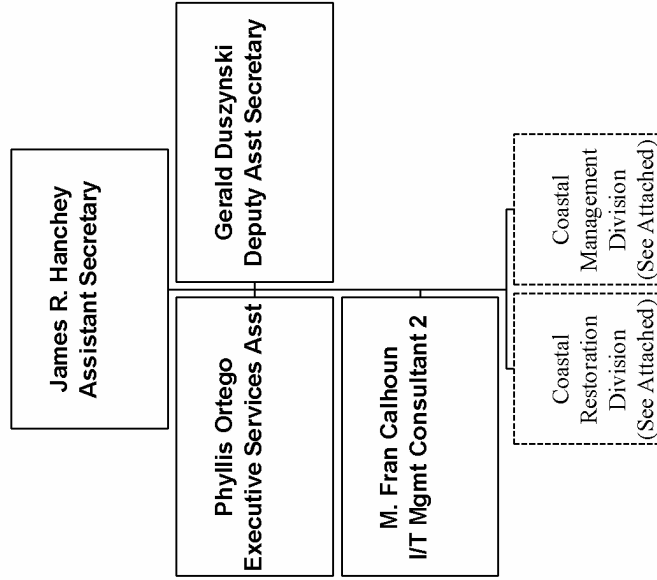 James R. Hanchey
Assistant Secretary
Phyllis Ortego
Executive Services Asst
Gerald Duszynski
Deputy Asst Secretary
M. Fran Calhoun
I/T Mgmt Consultant 2
Coastal
Restoration
Division
(See Attached)
Coastal
Management
Division
(See Attached)